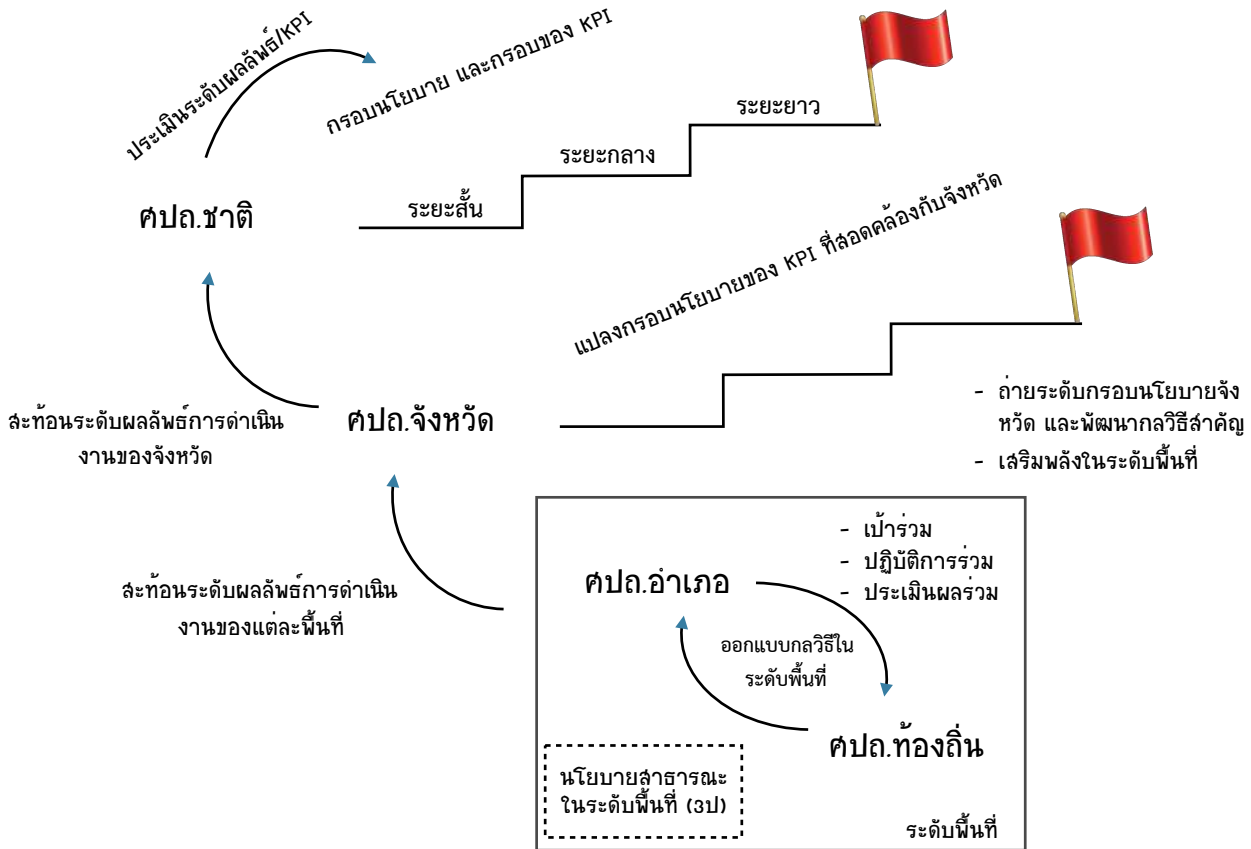 ประเมินระดับผลลัพธ์/KPI
กรอบนโยบาย และกรอบของ KPI
ระยะยาว
ระยะกลาง
ระยะสั้น
ศปถ.ชาติ
แปลงกรอบนโยบายของ KPI ที่สอดคล้องกับจังหวัด
สะท้อนระดับผลลัพธ์การดำเนิน
งานของจังหวัด
ศปถ.จังหวัด
- ถ่ายระดับกรอบนโยบายจัง
หวัด และพัฒนากลวิธีสำคัญ
- เสริมพลังในระดับพื้นที่
สะท้อนระดับผลลัพธ์การดำเนิน
งานของแต่ละพื้นที่
ศปถ.อำเภอ
- เป้าร่วม
- ปฏิบัติการร่วม
- ประเมินผลร่วม
ออกแบบกลวิธีใน
ระดับพื้นที่
ศปถ.ท้องถิ่น
นโยบายสาธารณะ
ในระดับพื้นที่ (3ป)
ระดับพื้นที่